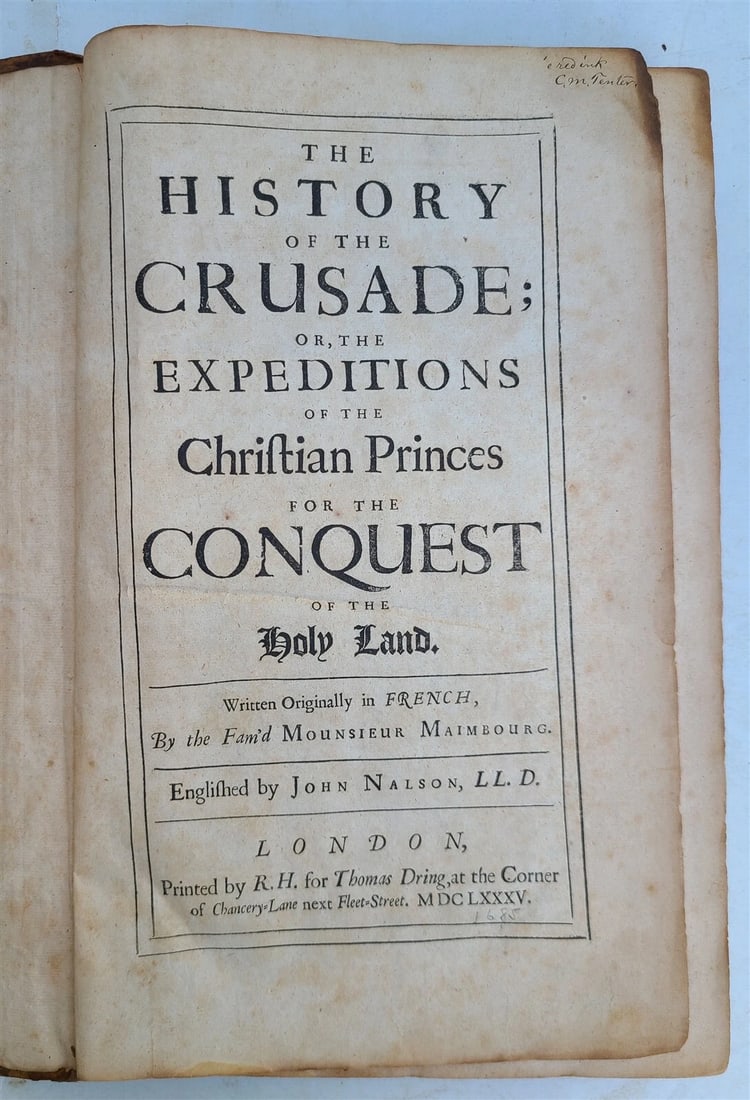 C. M.
THE
HISTORY
OF THE
CRUSADE;
OR, THE
EXPEDITIONS
OF THE
Chriſtian Princes
FOR THE
CONQUEST
OF THE
Holy Land.
Written Originally in FRENCH,
By the Fam'd MOUNSIEUR MAIMBOURG.
Engliſhed by JOHN NALSON, LL. D.
LONDON,
Printed by R. H. for Thomas Dring, at the Corner
of Chancery-Lane next Fleet-Street. MDCLXXXV.
1685